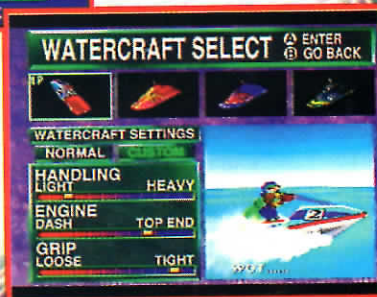 WATERCRAFT SELECT
A ENTER
B GO BACK
1P
WATERCRAFT SETTINGS
NORMAL CUSTOM
HANDLING
LIGHT HEAVY
ENGINE
DASH TOP END
GRIP
LOOSE TIGHT
2